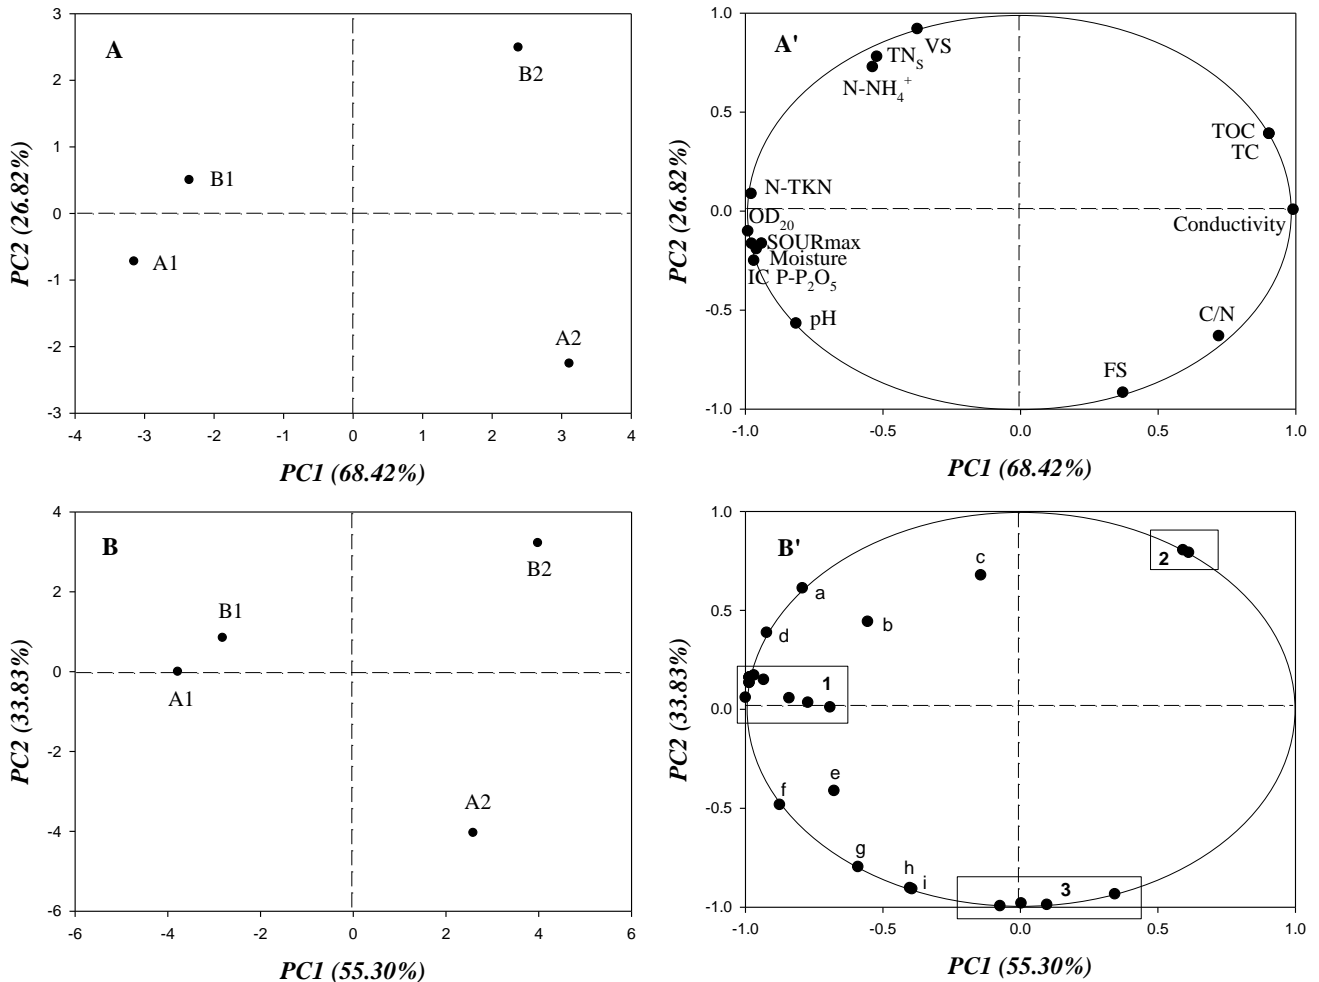 A
B2
B1
A1
A2
3
2
1
0
-1
-2
-3
-4 -3 -2 -1 0 1 2 3 4
PC2 (26.82%)
PC1 (68.42%)
A'
VS
TNS
N-NH4+
TOC
TC
N-TKN
OD20
Conductivity
SOURmax
Moisture
IC P-P2O5
pH
C/N
FS
1.0
0.5
0.0
-0.5
-1.0
-1.0 -0.5 0.0 0.5 1.0
PC2 (26.82%)
PC1 (68.42%)
B
B2
B1
A1
A2
4
2
0
-2
-4
-6
-6 -4 -2 0 2 4 6
PC2 (33.83%)
PC1 (55.30%)
B'
c
2
a
b
d
1
e
f
g
h
i
3
1.0
0.5
0.0
-0.5
-1.0
-1.0 -0.5 0.0 0.5 1.0
PC2 (33.83%)
PC1 (55.30%)